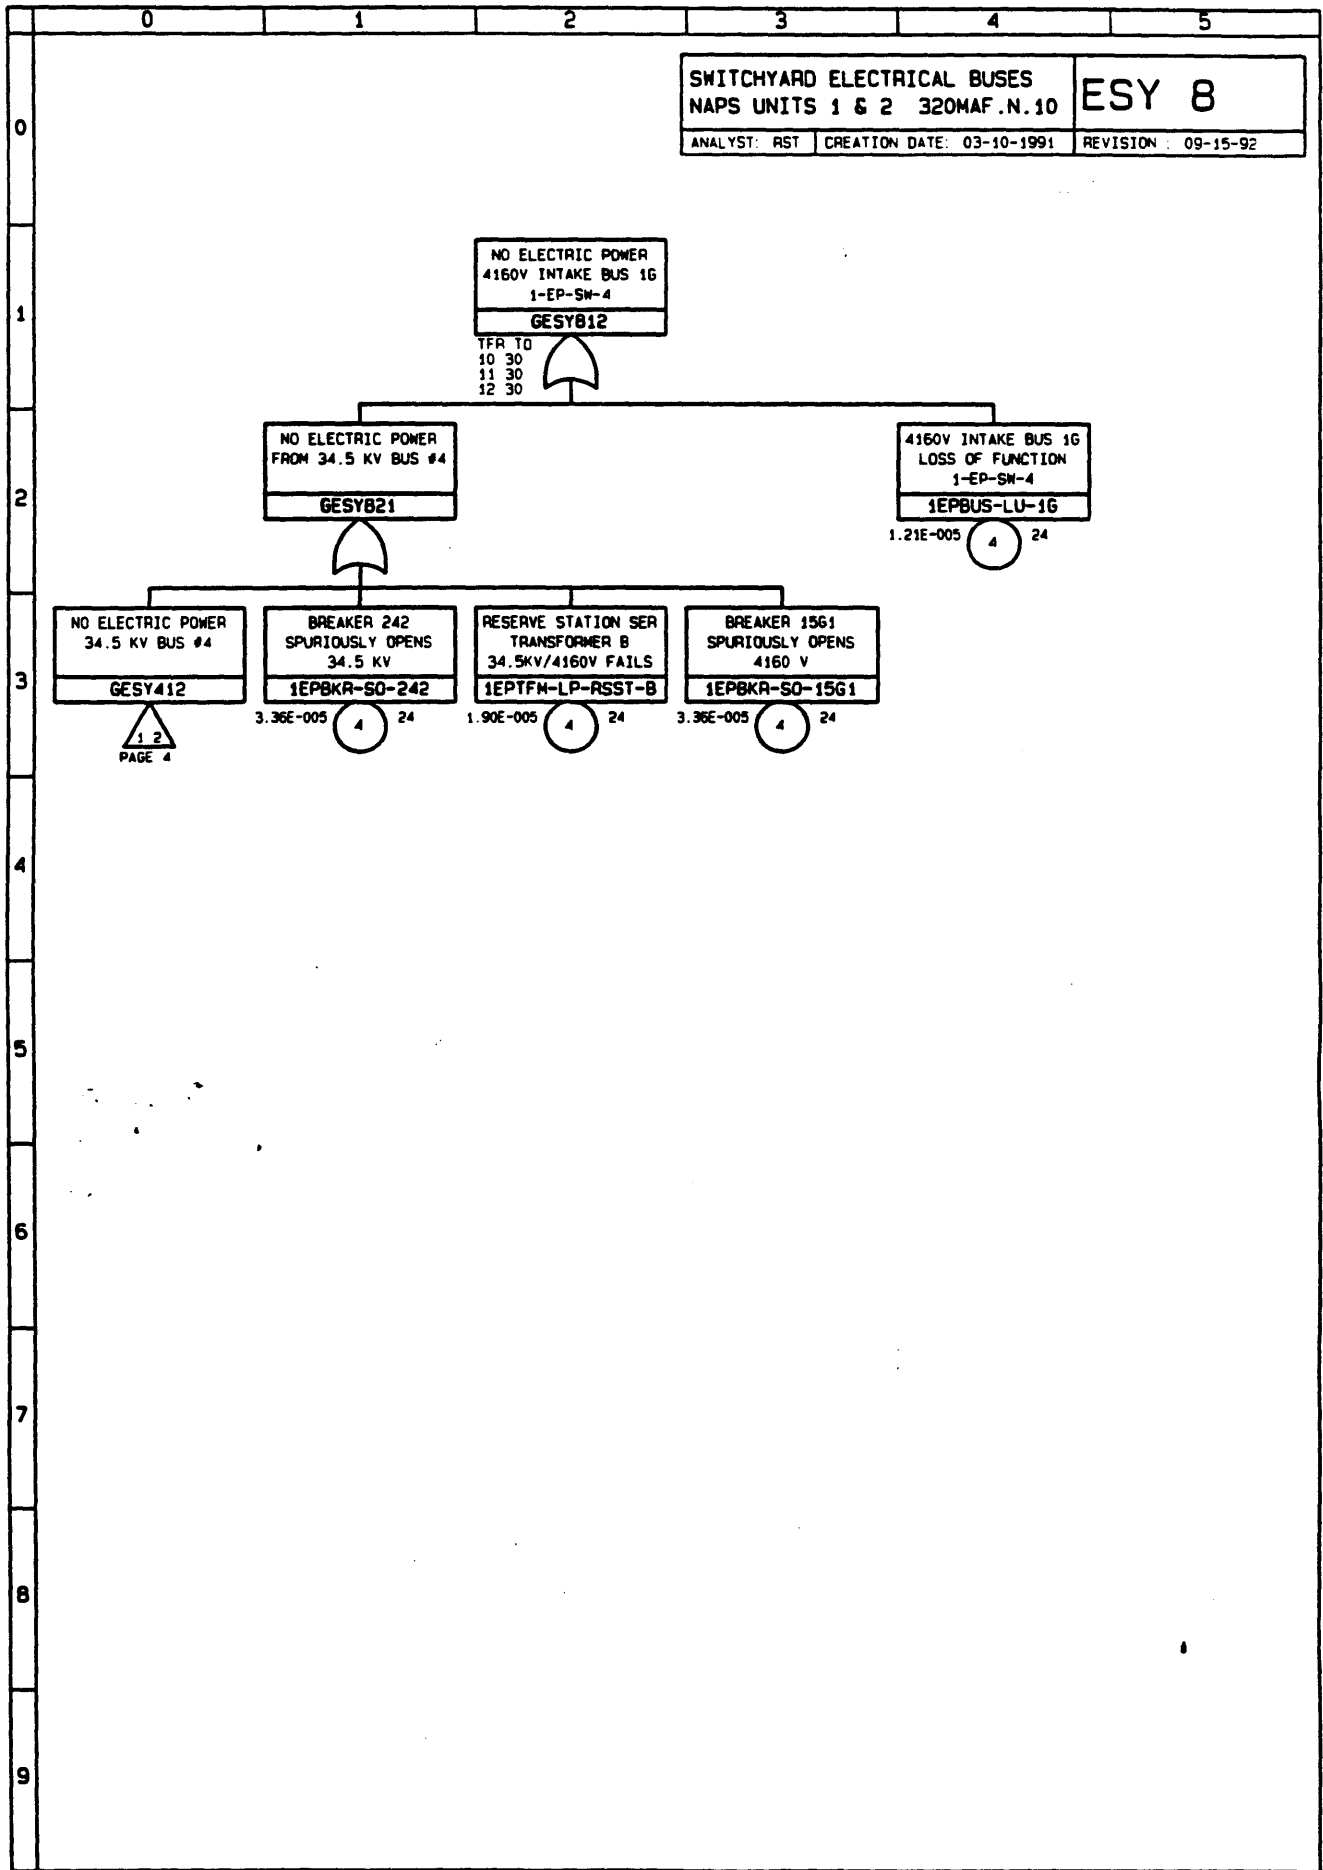 0 1 2 3 4 5
SWITCHYARD ELECTRICAL BUSES
NAPS UNITS 1 & 2 320MAF.N.10
ESY 8
ANALYST: RST CREATION DATE: 03-10-1991 REVISION : 09-15-92
0
NO ELECTRIC POWER
4160V INTAKE BUS 1G
1-EP-SW-4
GESY812
1
TFR TO
10 30
11 30
12 30
NO ELECTRIC POWER
FROM 34.5 KV BUS #4
GESY821
4160V INTAKE BUS 1G
LOSS OF FUNCTION
1-EP-SW-4
1EPBUS-LU-1G
2
1.21E-005 4 24
NO ELECTRIC POWER
34.5 KV BUS #4
GESY412
1 2
PAGE 4
BREAKER 242
SPURIOUSLY OPENS
34.5 KV
1EPBKR-SO-242
3.36E-005 4 24
RESERVE STATION SER
TRANSFORMER B
34.5KV/4160V FAILS
1EPTFM-LP-RSST-B
1.90E-005 4 24
BREAKER 15G1
SPURIOUSLY OPENS
4160 V
1EPBKR-SO-15G1
3.36E-005 4 24
3
4
5
6
7
8
9